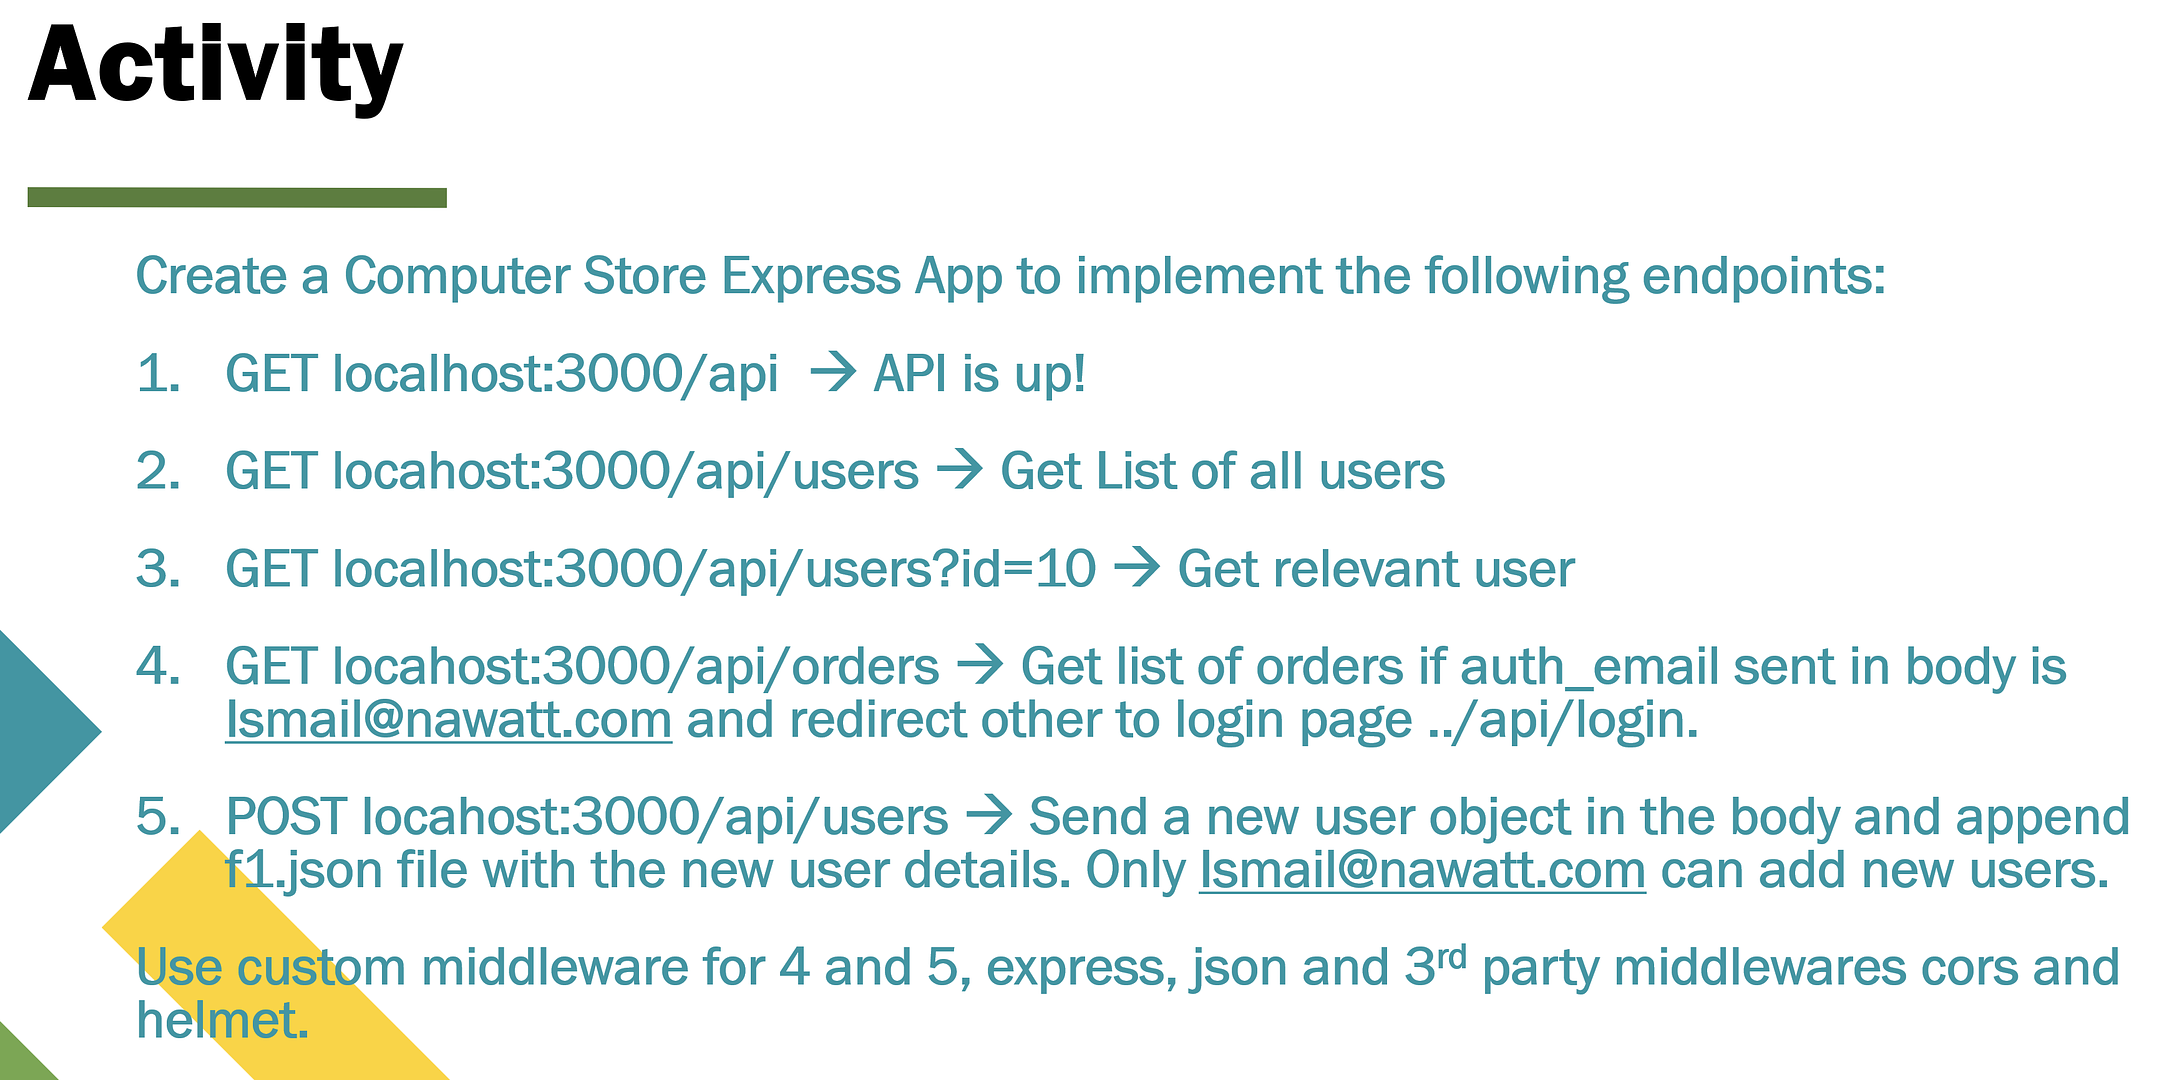 Activity
Create a Computer Store Express App to implement the following endpoints:
1. GET localhost:3000/api → API is up!
2. GET locahost:3000/api/users → Get List of all users
3. GET localhost:3000/api/users?id=10 → Get relevant user
4. GET locahost:3000/api/orders → Get list of orders if auth_email sent in body is
Ismail@nawatt.com and redirect other to login page ../api/login.
5. POST locahost:3000/api/users → Send a new user object in the body and append
f1.json file with the new user details. Only Ismail@nawatt.com can add new users.
Use custom middleware for 4 and 5, express, json and 3rd party middlewares cors and
helmet.